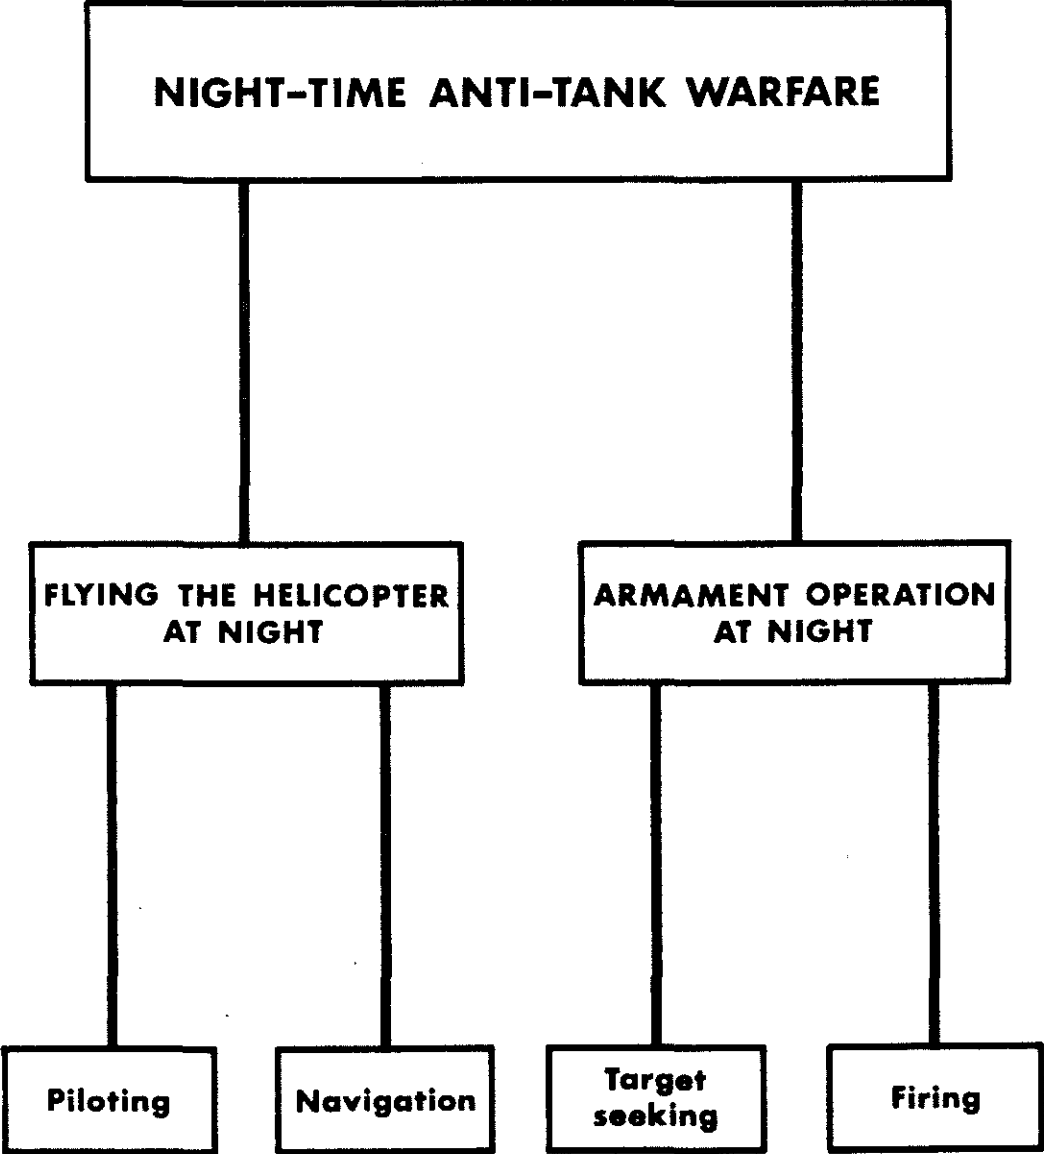 NIGHT-TIME ANTI-TANK WARFARE
FLYING THE HELICOPTER
AT NIGHT
ARMAMENT OPERATION
AT NIGHT
Piloting
Navigation
Target
seeking
Firing